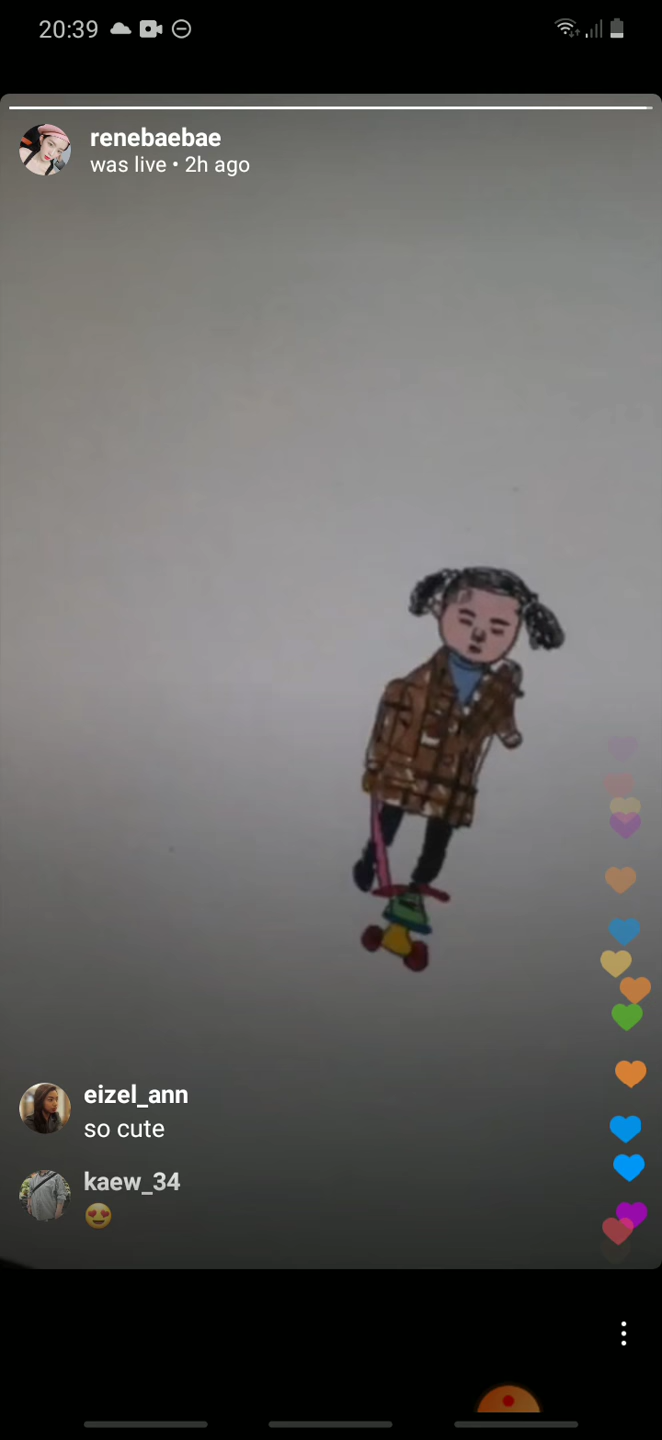 20:39
renebaebae
was live • 2h ago
eizel_ann
so cute
kaew_34
😍